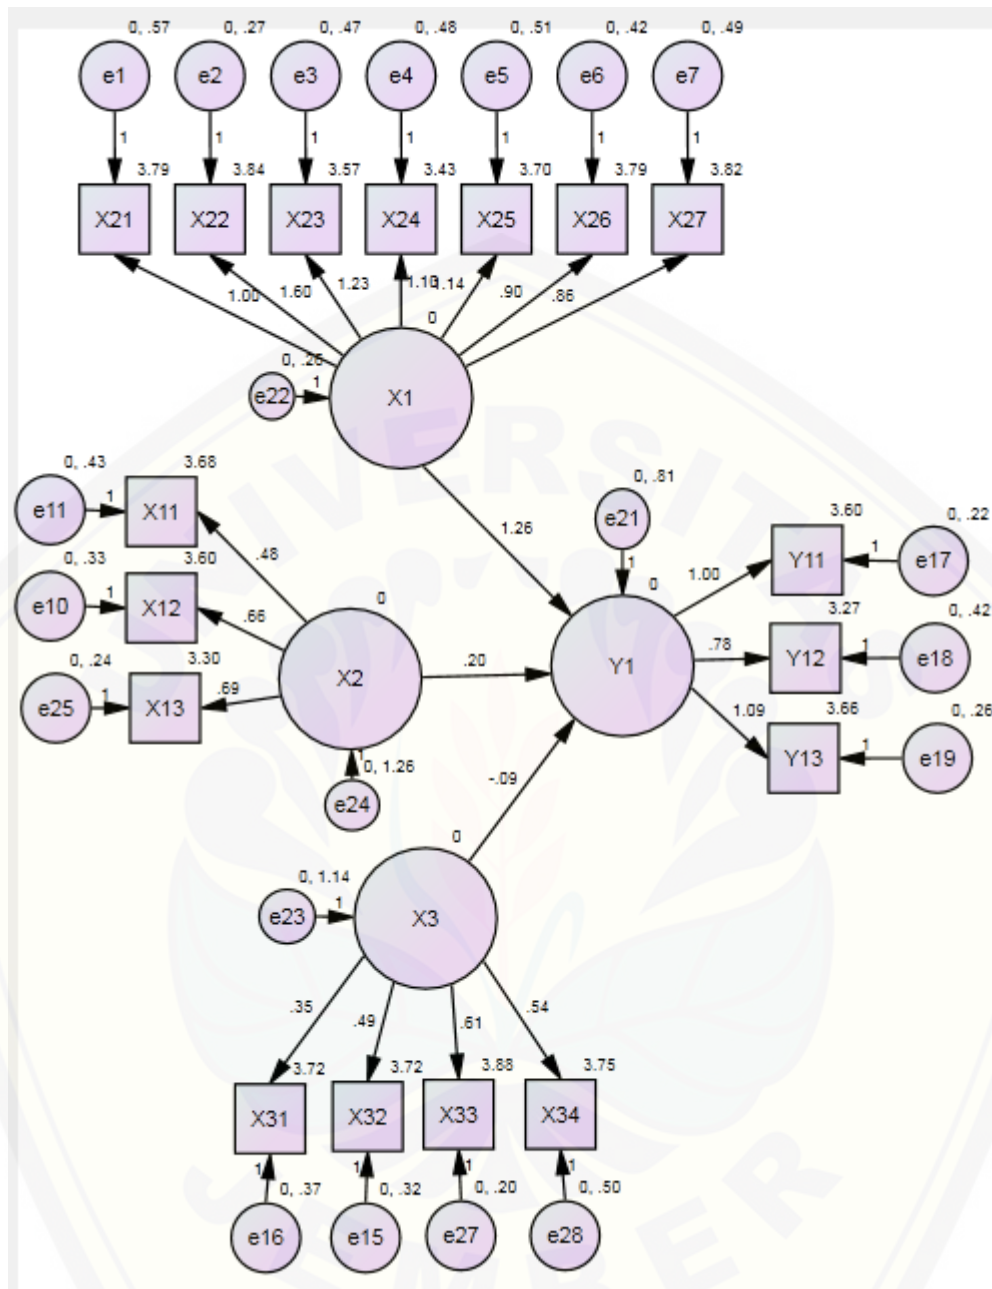 0, .57 0, .27 0, .47 0, .48 0, .51 0, .42 0, .49
e1 e2 e3 e4 e5 e6 e7
1 1 1 1 1 1 1
3.79 3.84 3.57 3.43 3.70 3.79 3.82
X21 X22 X23 X24 X25 X26 X27
1.00 1.60 1.23 1.14 .90 .86
0
0, .26
e22 1 X1
1.26
0, .43 3.68
e11 1 X11
.48
0, .33 3.60
e10 1 X12
.66
0, .24 3.30
e25 1 X13
.69
0
X2
.20
1
0, 1.26
e24
0, .81
e21
1
0
Y1
1.00
3.60 0, .22
Y11 1 e17
.78
3.27 0, .42
Y12 1 e18
1.09
3.66 0, .26
Y13 1 e19
-.09
0
0, 1.14
e23 1 X3
.35 .49 .61 .54
3.72 3.72 3.88 3.75
X31 X32 X33 X34
1 1 1 1
0, .37 0, .32 0, .20 0, .50
e16 e15 e27 e28
UNIVERSITAS
JEMBER